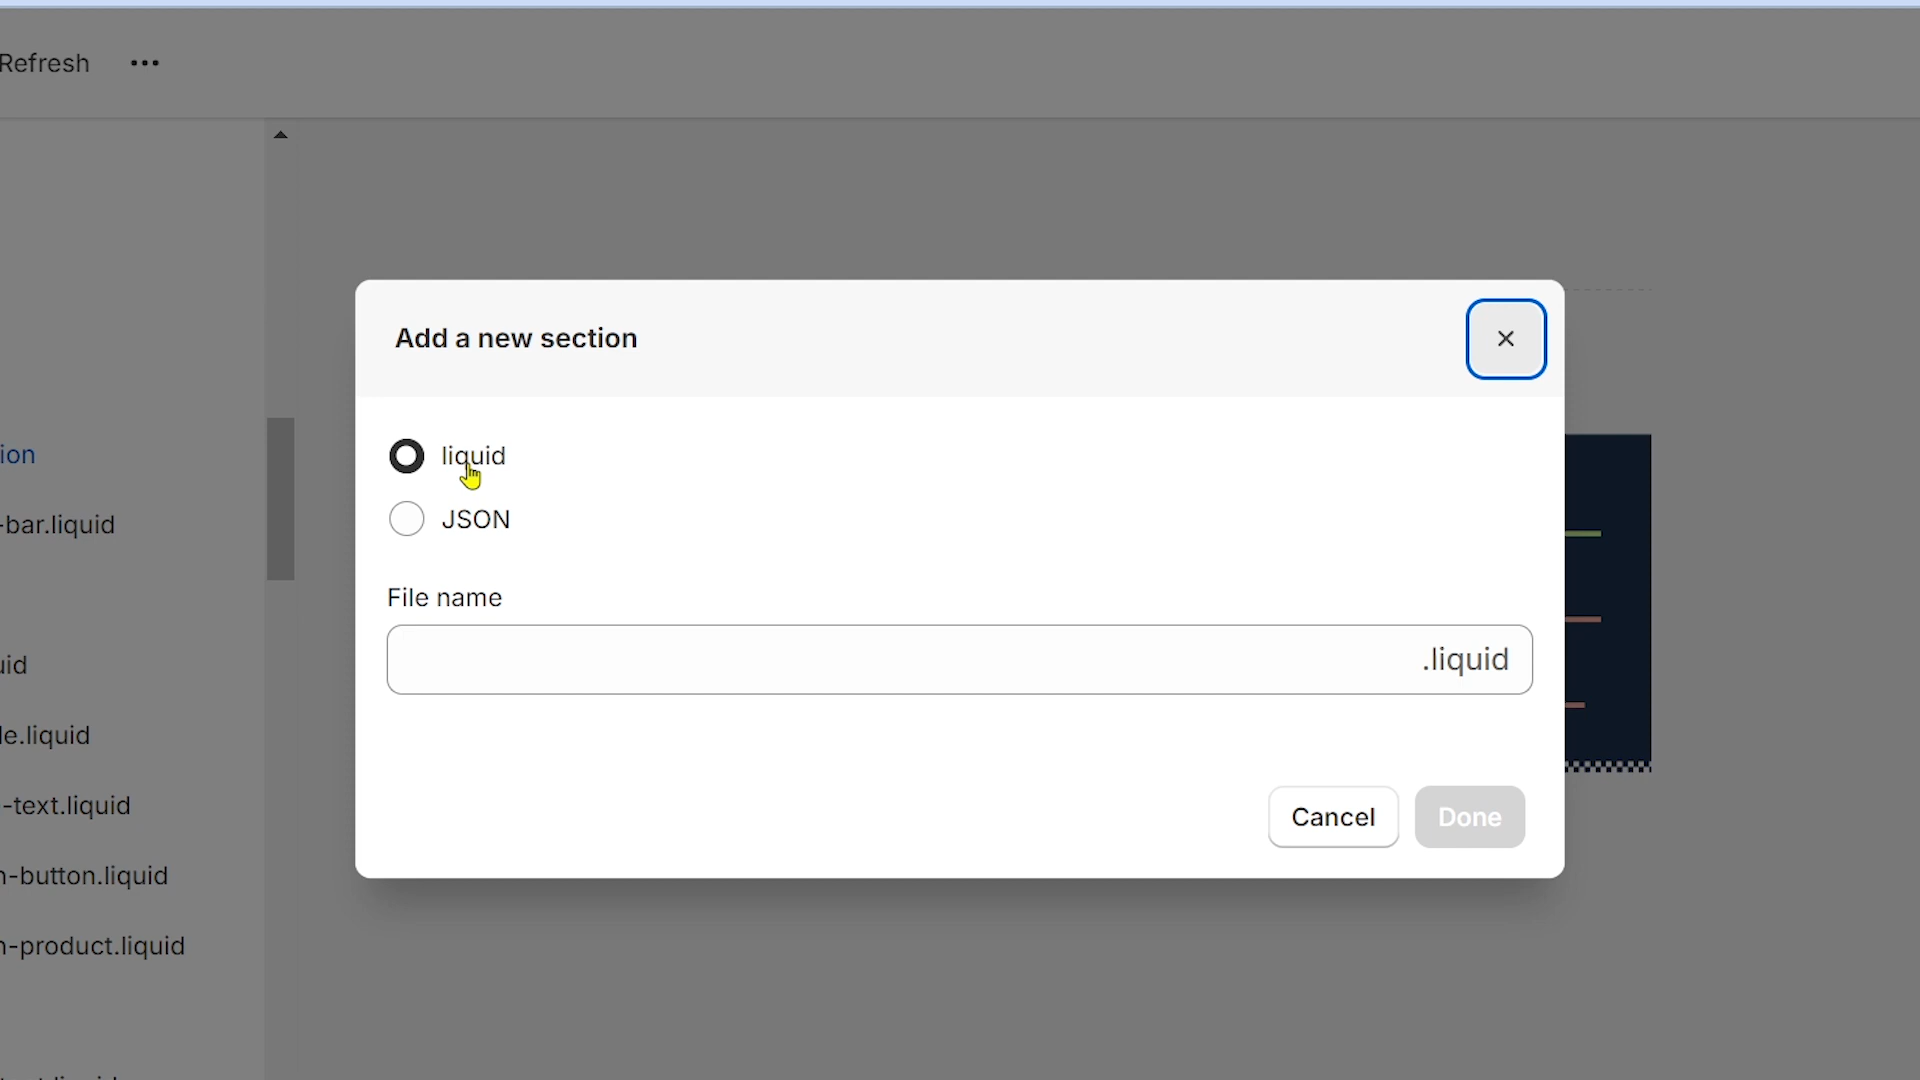 Refresh
Add a new section
liquid
JSON
File name
.liquid
Cancel
Done
ion
-bar.liquid
uid
le.liquid
-text.liquid
n-button.liquid
n-product.liquid